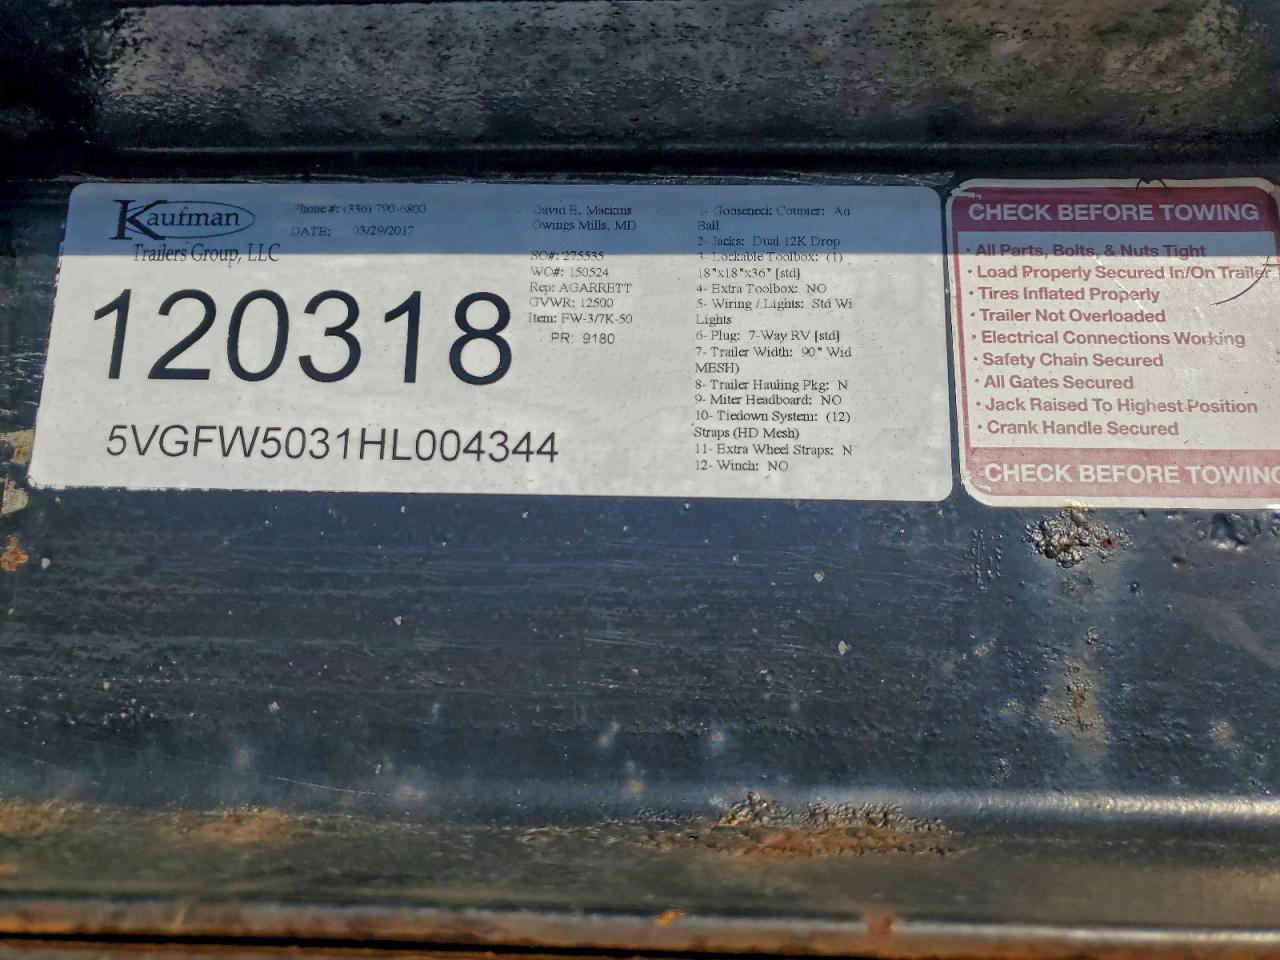 Kaufman
Trailers Group, LLC
Phone #: (336) 790-6800
DATE: 03/29/2017
120318
5VGFW5031HL004344
David E. Mackins
Owings Mills, MD
SO#: 275535
WO#: 150524
Rep: AGARRETT
GVWR: 12500
Item: FW-3/7K-50
PR: 9180
1- Gooseneck Coupler: Ad
Ball
2- Jacks: Dual 12K Drop
3- Lockable Toolbox: (1)
18"x18"x36" [std]
4- Extra Toolbox: NO
5- Wiring / Lights: Std Wi
Lights
6- Plug: 7-Way RV [std]
7- Trailer Width: 90" Wid
MESH)
8- Trailer Hauling Pkg: N
9- Miter Headboard: NO
10- Tiedown System: (12)
Straps (HD Mesh)
11- Extra Wheel Straps: N
12- Winch: NO
CHECK BEFORE TOWING
• All Parts, Bolts, & Nuts Tight
• Load Properly Secured In/On Trailer
• Tires Inflated Properly
• Trailer Not Overloaded
• Electrical Connections Working
• Safety Chain Secured
• All Gates Secured
• Jack Raised To Highest Position
• Crank Handle Secured
CHECK BEFORE TOWING